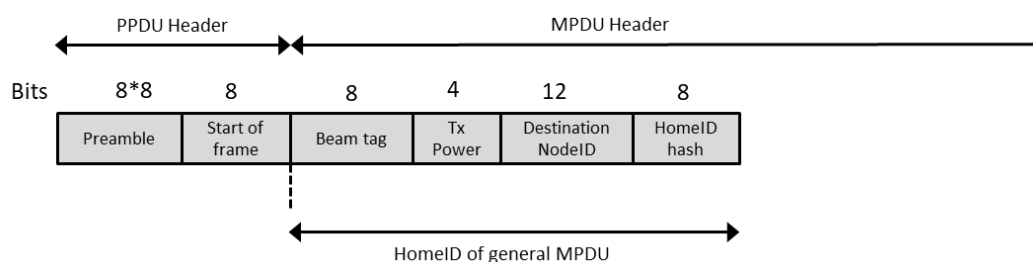 PPDU Header MPDU Header
Bits 8*8 8 8 4 12 8
Preamble Start of frame Beam tag Tx Power Destination NodeID HomeID hash
HomeID of general MPDU